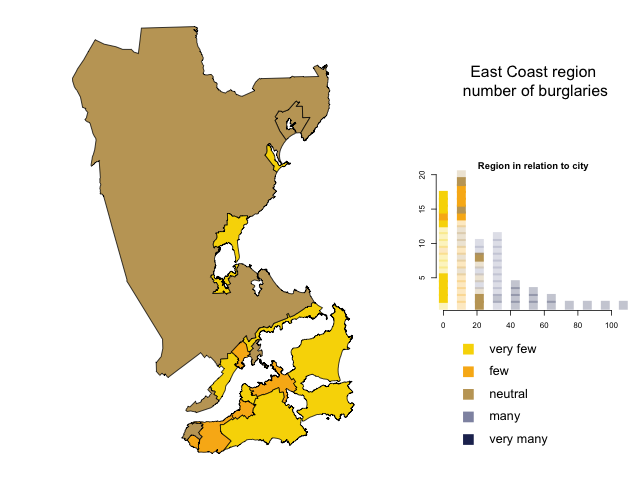 East Coast region
number of burglaries
Region in relation to city
20
15
10
5
0
20
40
60
80
100
very few
few
neutral
many
very many